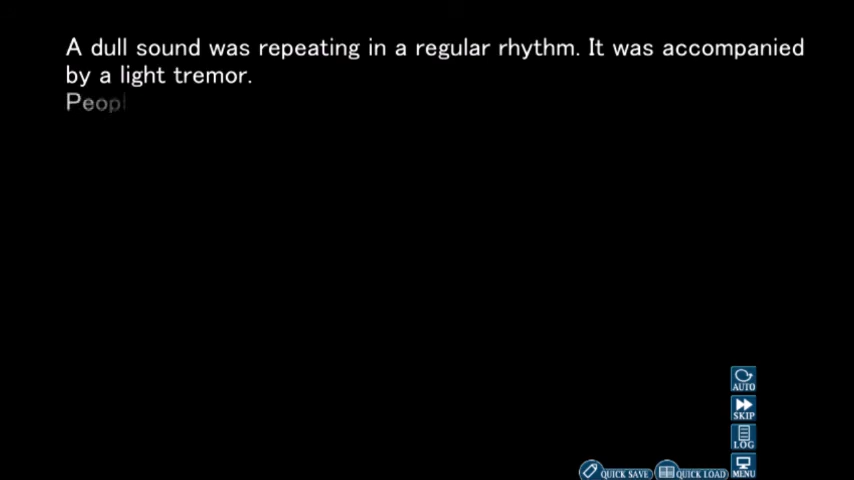 A dull sound was repeating in a regular rhythm. It was accompanied
by a light tremor.
Peopl
AUTO
SKIP
LOG
QUICK SAVE QUICK LOAD MENU